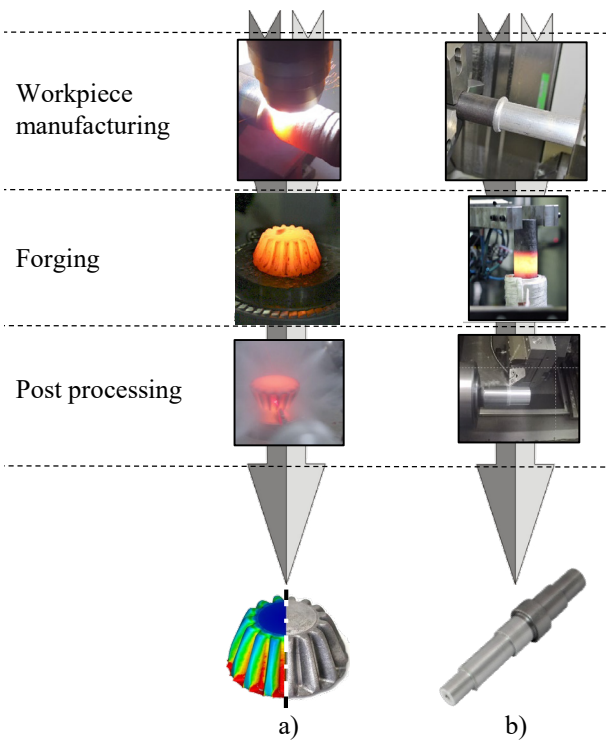 Workpiece
manufacturing
Forging
Post processing
a)
b)